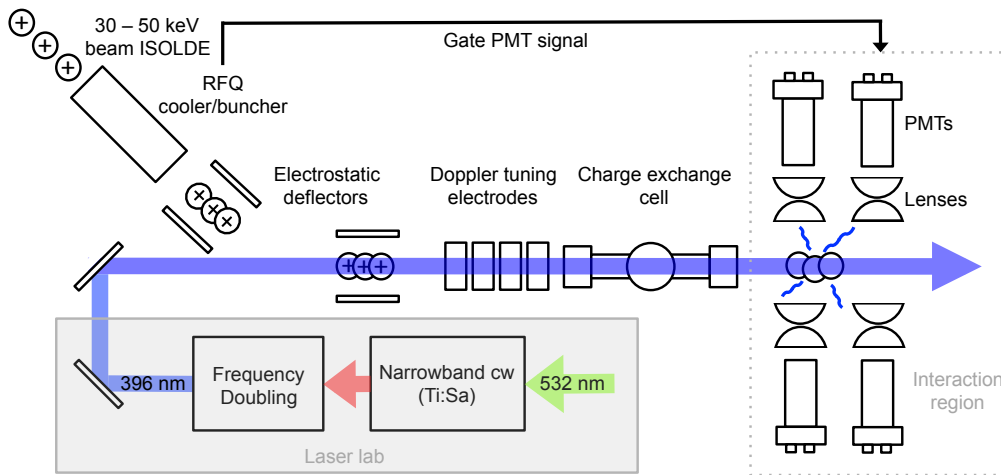 30 – 50 keV
beam ISOLDE
RFQ
cooler/buncher
Gate PMT signal
PMTs
Lenses
Electrostatic
deflectors
Doppler tuning
electrodes
Charge exchange
cell
396 nm
Frequency
Doubling
Narrowband cw
(Ti:Sa)
532 nm
Laser lab
Interaction
region